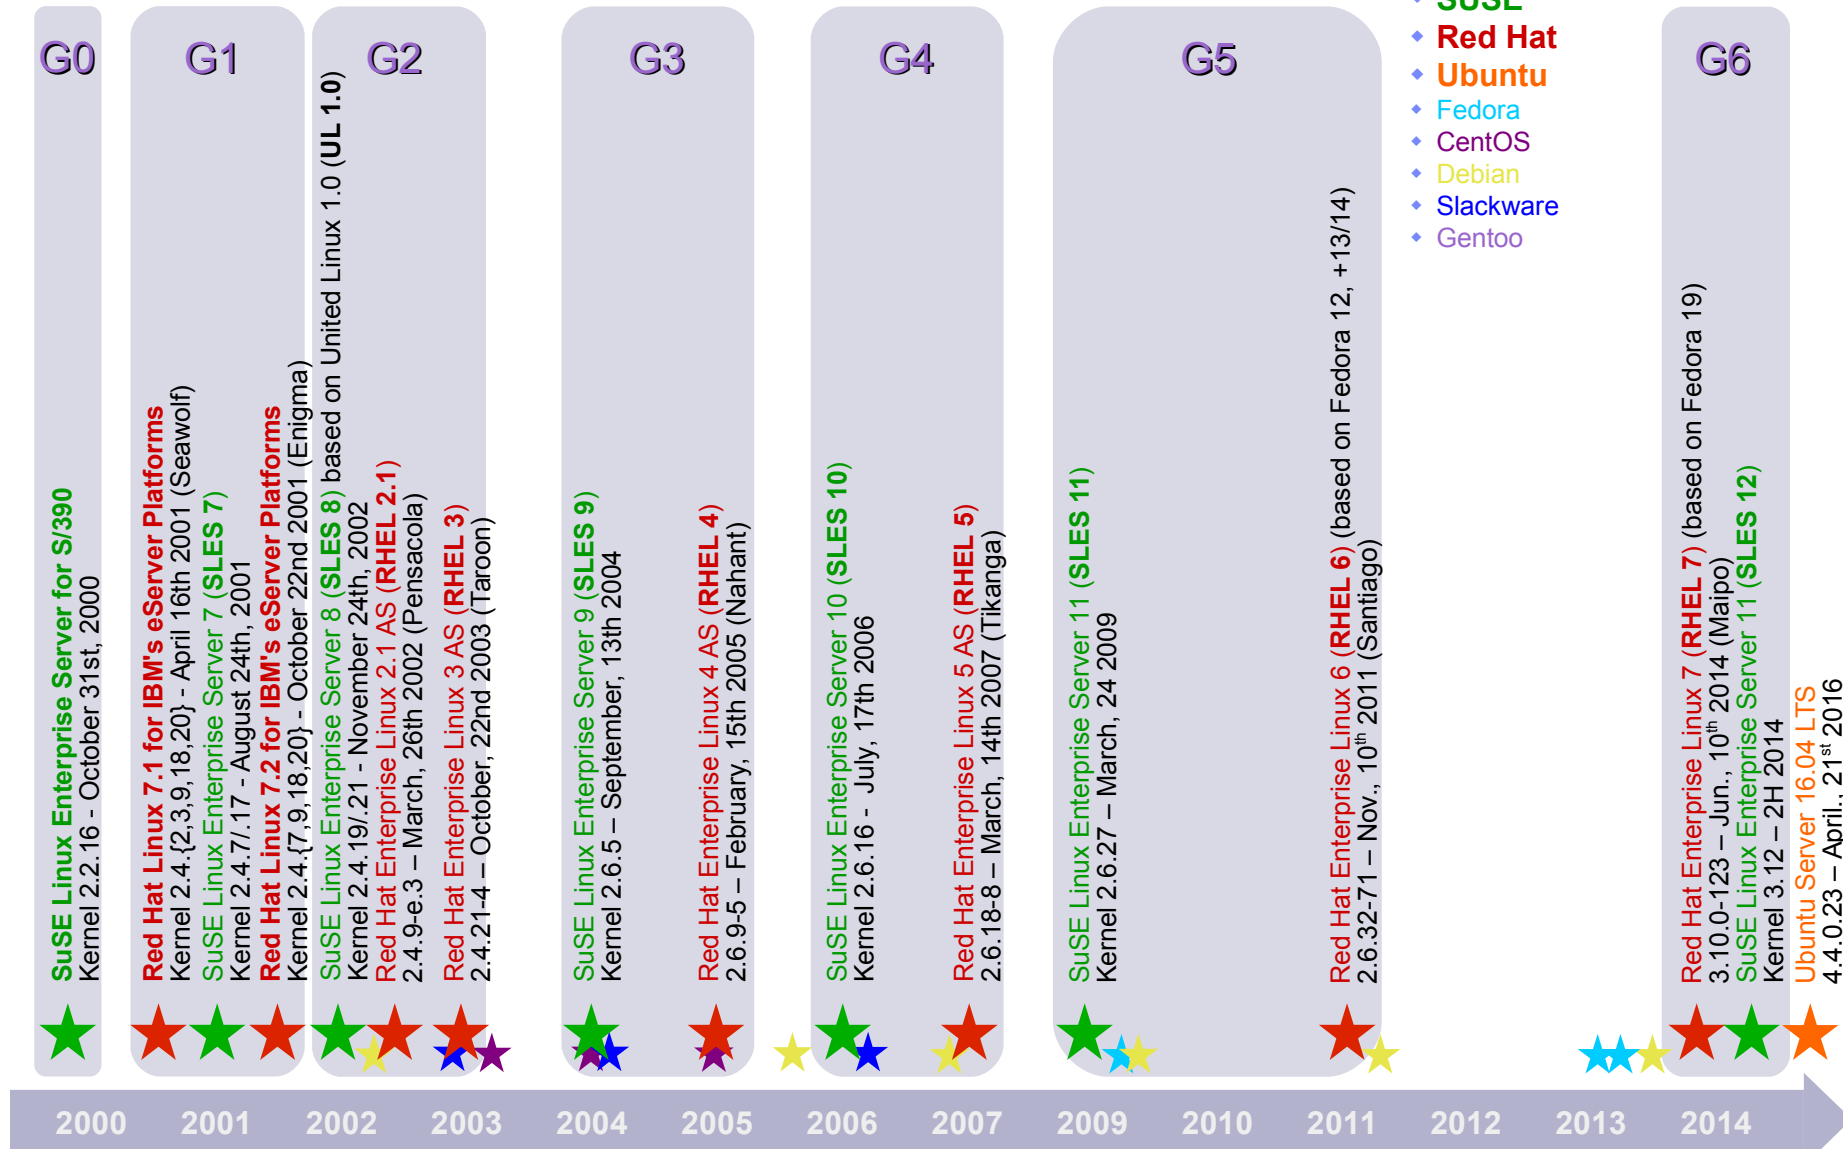 G0
G1
G2
G3
G4
G5
G6
SUSE
Red Hat
Ubuntu
Fedora
CentOS
Debian
Slackware
Gentoo
SuSE Linux Enterprise Server for S/390
Kernel 2.2.16 - October 31st, 2000
Red Hat Linux 7.1 for IBM's eServer Platforms
Kernel 2.4.{2,3,9,18,20} - April 16th 2001 (Seawolf)
SuSE Linux Enterprise Server 7 (SLES 7)
Kernel 2.4.7/.17 - August 24th, 2001
Red Hat Linux 7.2 for IBM's eServer Platforms
Kernel 2.4.{7,9,18,20} - October 22nd 2001 (Enigma)
SuSE Linux Enterprise Server 8 (SLES 8) based on United Linux 1.0 (UL 1.0)
Kernel 2.4.19/.21 - November 24th, 2002
Red Hat Enterprise Linux 2.1 AS (RHEL 2.1)
2.4.9-e.3 – March, 26th 2002 (Pensacola)
Red Hat Enterprise Linux 3 AS (RHEL 3)
2.4.21-4 – October, 22nd 2003 (Taroon)
SuSE Linux Enterprise Server 9 (SLES 9)
Kernel 2.6.5 – September, 13th 2004
Red Hat Enterprise Linux 4 AS (RHEL 4)
2.6.9-5 – February, 15th 2005 (Nahant)
SuSE Linux Enterprise Server 10 (SLES 10)
Kernel 2.6.16 - July, 17th 2006
Red Hat Enterprise Linux 5 AS (RHEL 5)
2.6.18-8 – March, 14th 2007 (Tikanga)
SuSE Linux Enterprise Server 11 (SLES 11)
Kernel 2.6.27 – March, 24 2009
Red Hat Enterprise Linux 6 (RHEL 6) (based on Fedora 12, +13/14)
2.6.32-71 – Nov., 10th 2011 (Santiago)
Red Hat Enterprise Linux 7 (RHEL 7) (based on Fedora 19)
3.10.0-123 – Jun., 10th 2014 (Maipo)
SuSE Linux Enterprise Server 11 (SLES 12)
Kernel 3.12 – 2H 2014
Ubuntu Server 16.04 LTS
4.4.0.23 – April., 21st 2016
2000
2001
2002
2003
2004
2005
2006
2007
2009
2010
2011
2012
2013
2014